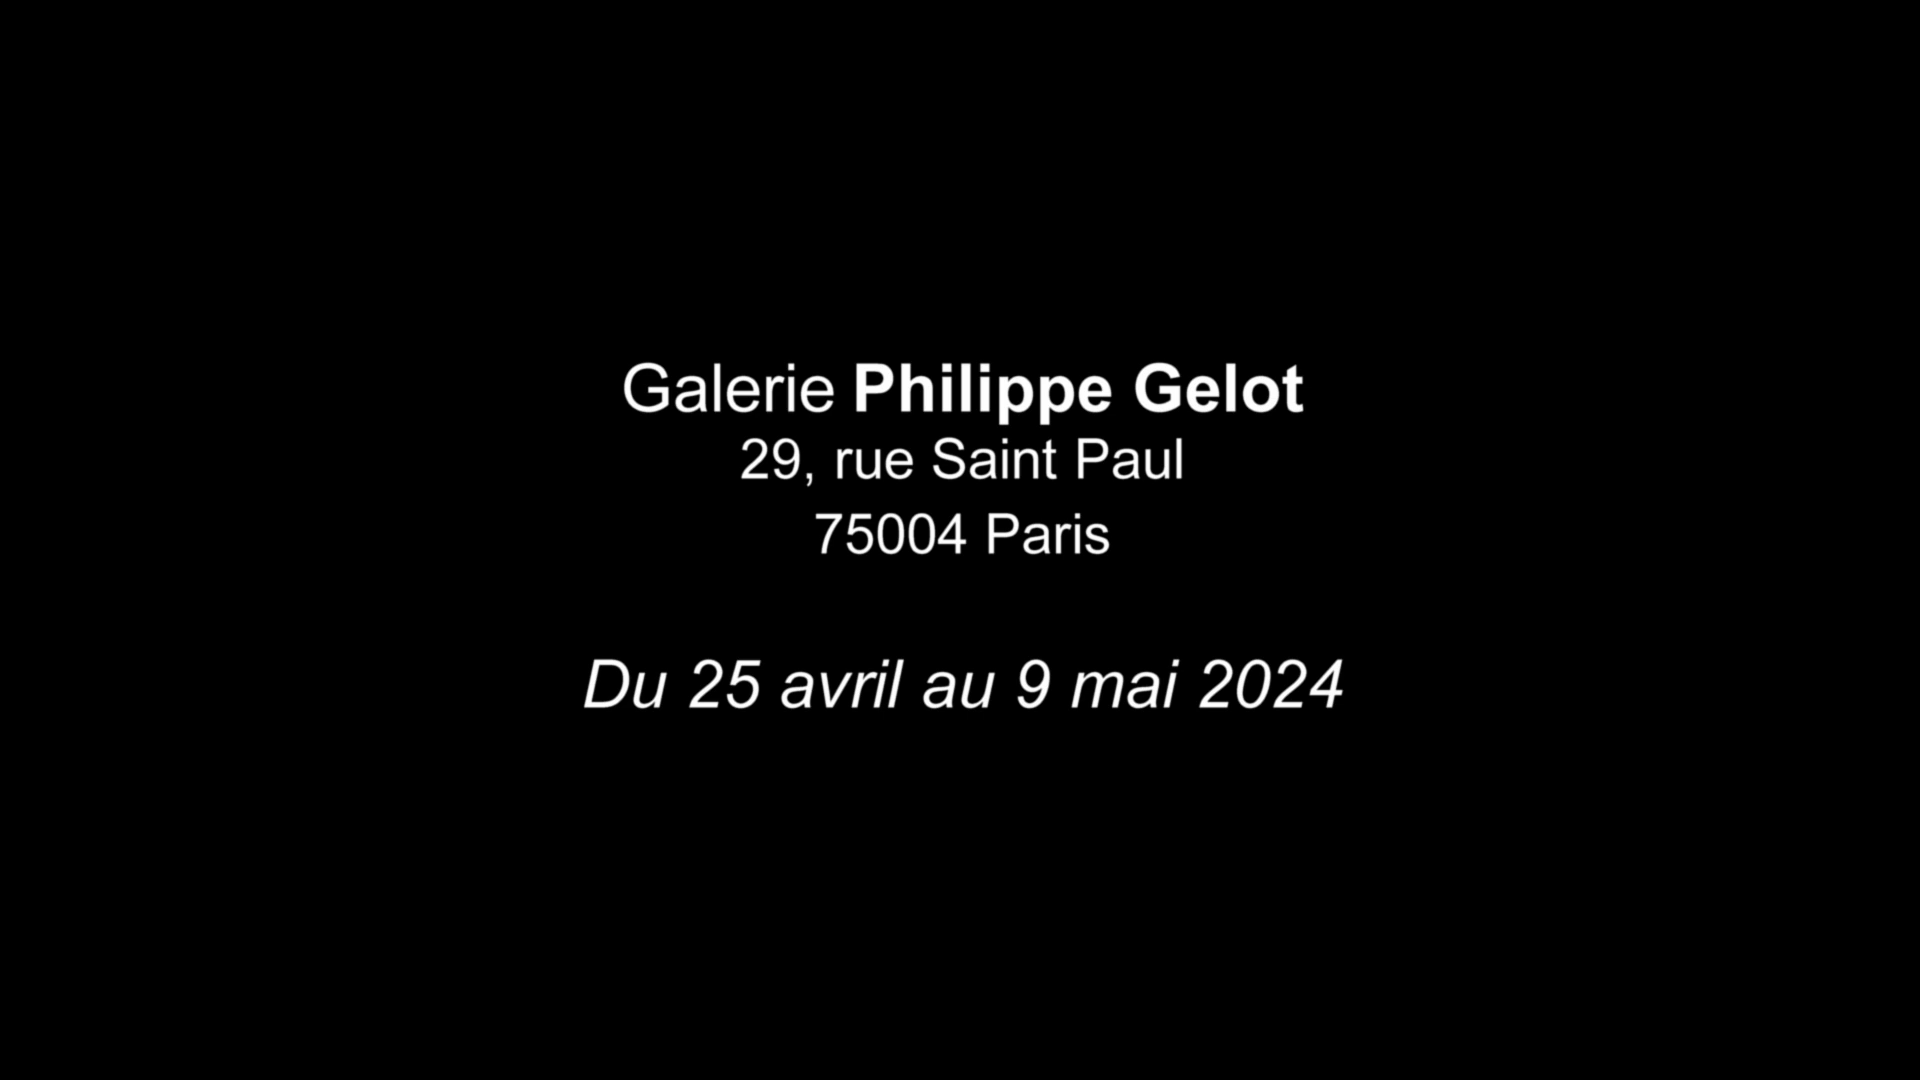 Galerie Philippe Gelot
29, rue Saint Paul
75004 Paris
Du 25 avril au 9 mai 2024